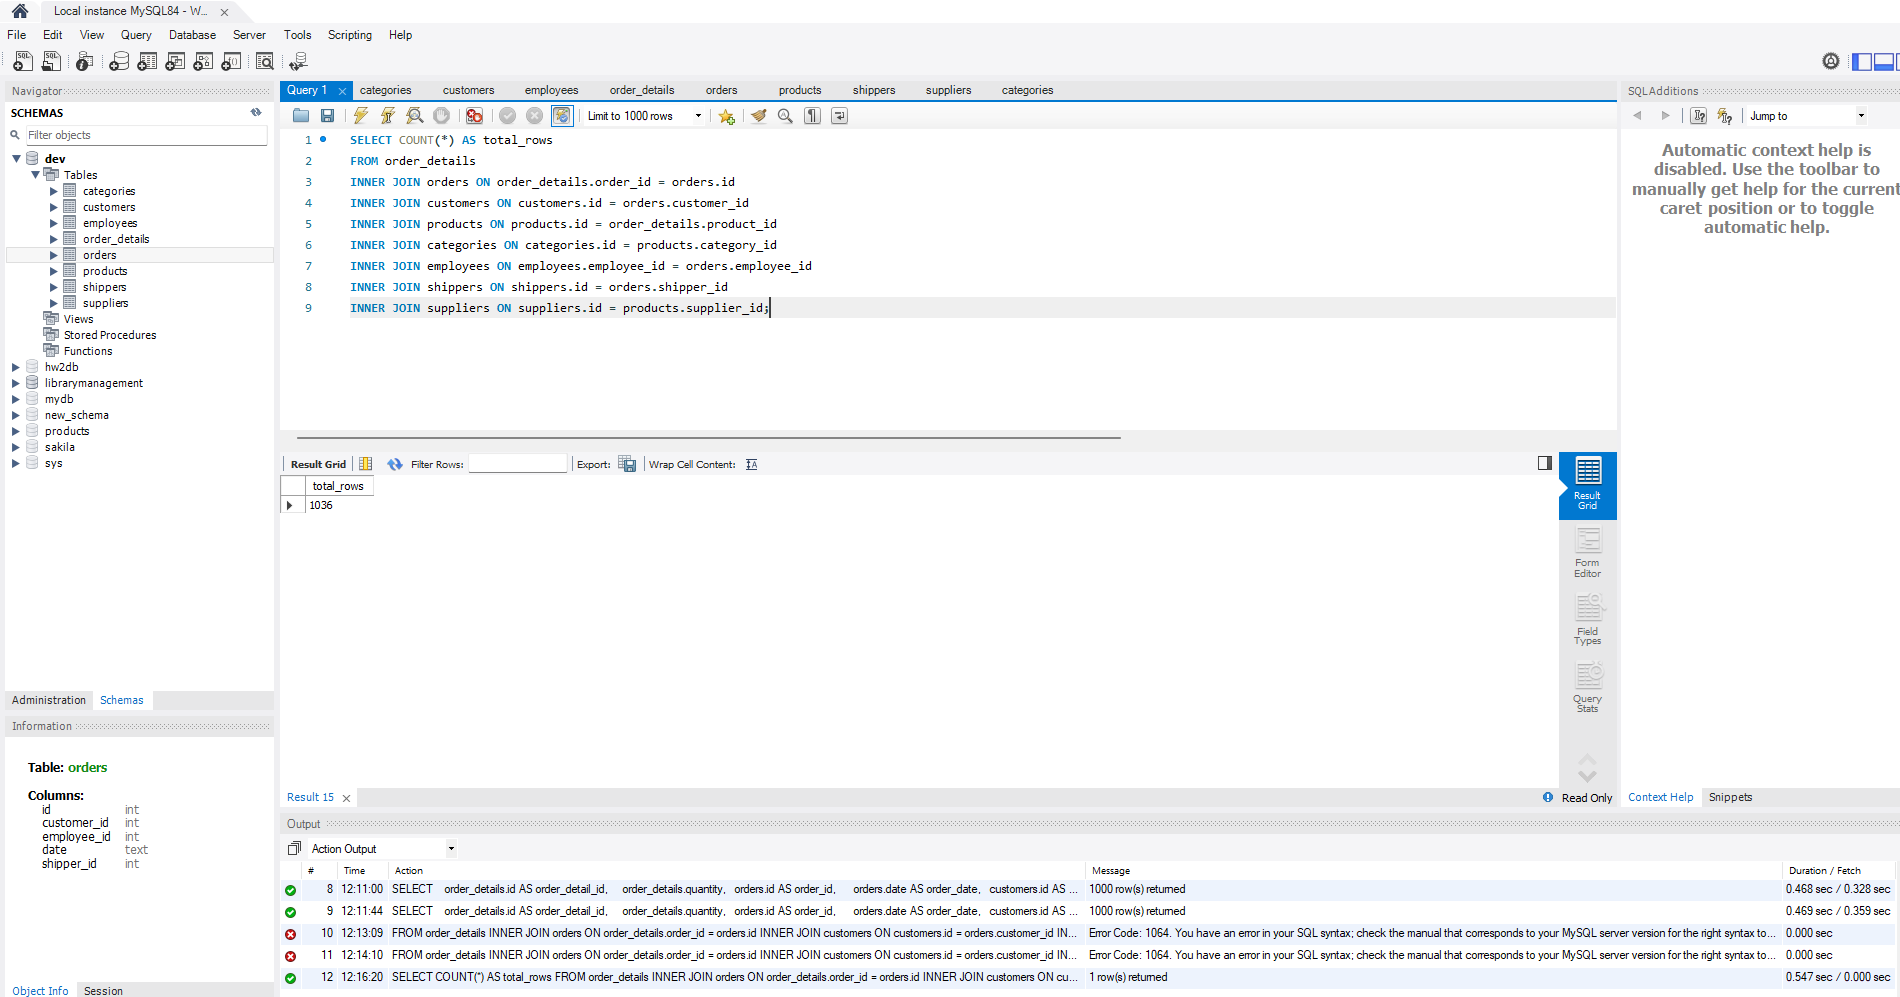 Local instance MySQL84 - W...
File Edit View Query Database Server Tools Scripting Help
Navigator
SCHEMAS
Filter objects
dev
Tables
categories
customers
employees
order_details
orders
products
shippers
suppliers
Views
Stored Procedures
Functions
hw2db
librarymanagement
mydb
new_schema
products
sakila
sys
Administration Schemas
Information
Table: orders
Columns:
id int
customer_id int
employee_id int
date text
shipper_id int
Object Info Session
Query 1 categories customers employees order_details orders products shippers suppliers categories
Limit to 1000 rows
1 SELECT COUNT(*) AS total_rows
2 FROM order_details
3 INNER JOIN orders ON order_details.order_id = orders.id
4 INNER JOIN customers ON customers.id = orders.customer_id
5 INNER JOIN products ON products.id = order_details.product_id
6 INNER JOIN categories ON categories.id = products.category_id
7 INNER JOIN employees ON employees.employee_id = orders.employee_id
8 INNER JOIN shippers ON shippers.id = orders.shipper_id
9 INNER JOIN suppliers ON suppliers.id = products.supplier_id;
Result Grid Filter Rows: Export: Wrap Cell Content:
total_rows
1036
Result
Grid
Form
Editor
Field
Types
Query
Stats
Result 15 Read Only
SQLAdditions
Jump to
Automatic context help is
disabled. Use the toolbar to
manually get help for the current
caret position or to toggle
automatic help.
Context Help Snippets
Output
Action Output
# Time Action Message Duration / Fetch
8 12:11:00 SELECT order_details.id AS order_detail_id, order_details.quantity, orders.id AS order_id, orders.date AS order_date, customers.id AS ... 1000 row(s) returned 0.468 sec / 0.328 sec
9 12:11:44 SELECT order_details.id AS order_detail_id, order_details.quantity, orders.id AS order_id, orders.date AS order_date, customers.id AS ... 1000 row(s) returned 0.469 sec / 0.359 sec
10 12:13:09 FROM order_details INNER JOIN orders ON order_details.order_id = orders.id INNER JOIN customers ON customers.id = orders.customer_id IN... Error Code: 1064. You have an error in your SQL syntax; check the manual that corresponds to your MySQL server version for the right syntax to... 0.000 sec
11 12:14:10 FROM order_details INNER JOIN orders ON order_details.order_id = orders.id INNER JOIN customers ON customers.id = orders.customer_id IN... Error Code: 1064. You have an error in your SQL syntax; check the manual that corresponds to your MySQL server version for the right syntax to... 0.000 sec
12 12:16:20 SELECT COUNT(*) AS total_rows FROM order_details INNER JOIN orders ON order_details.order_id = orders.id INNER JOIN customers ON cu... 1 row(s) returned 0.547 sec / 0.000 sec